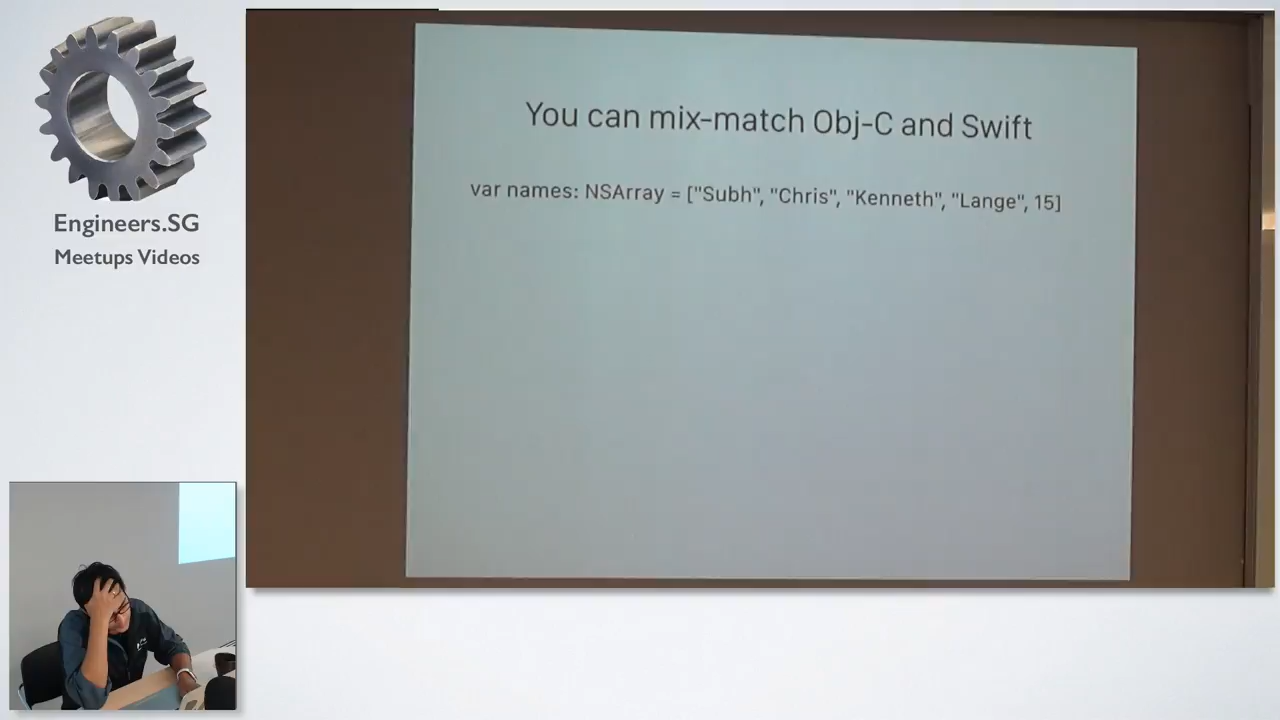 Engineers.SG
Meetups Videos
You can mix-match Obj-C and Swift
var names: NSArray = ["Subh", "Chris", "Kenneth", "Lange", 15]